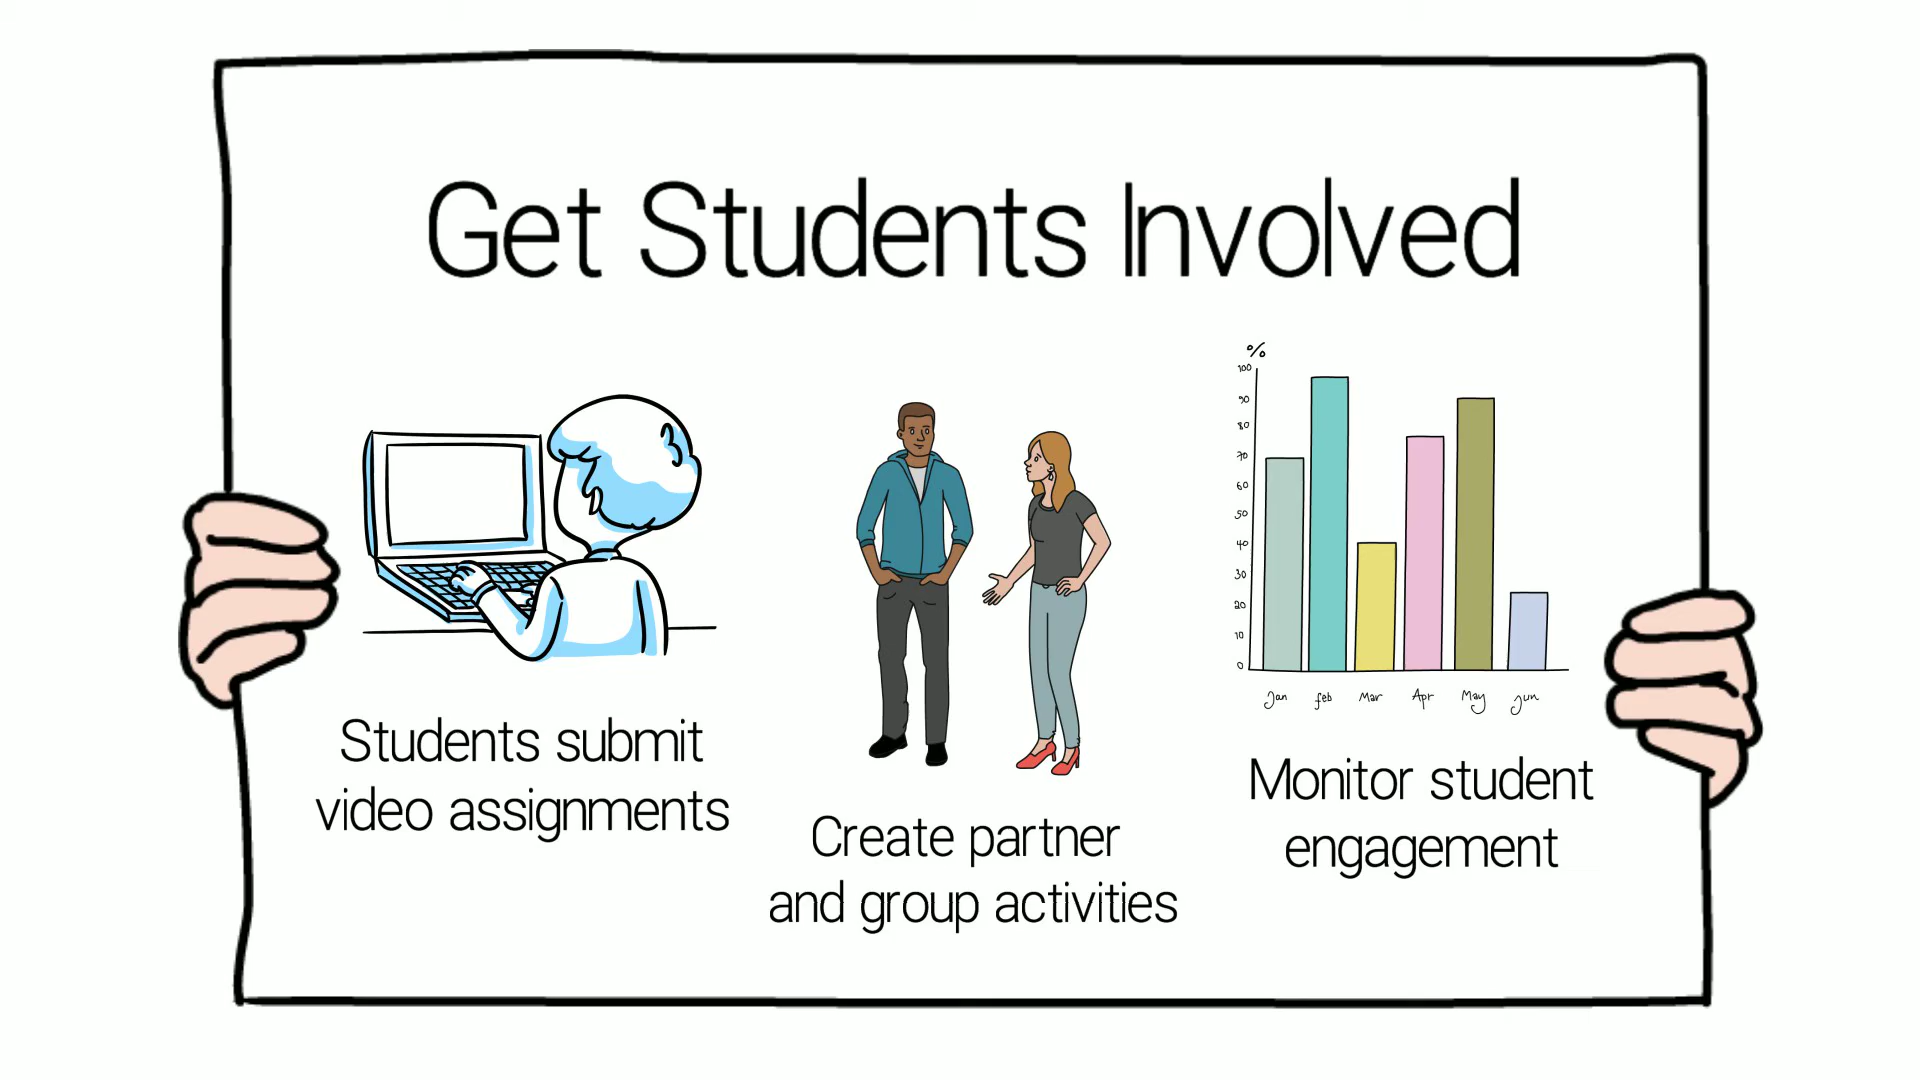 Get Students Involved
Students submit
video assignments
Create partner
and group activities
%
100
90
80
70
60
50
40
30
20
10
0
Jan
feb
Mar
Apr
May
Jun
Monitor student
engagement